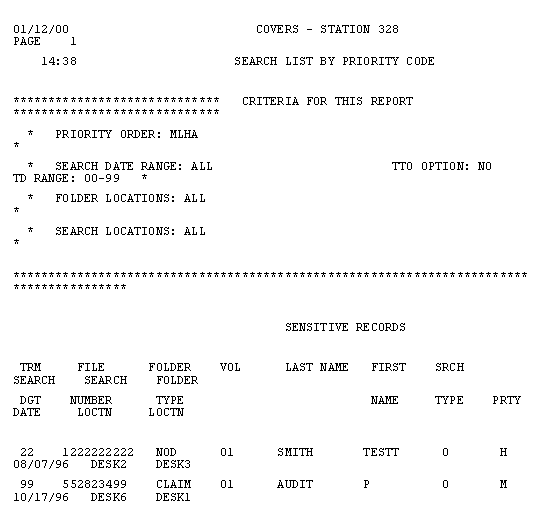 01/12/00 COVERS - STATION 328
PAGE 1
14:38 SEARCH LIST BY PRIORITY CODE
***************************** CRITERIA FOR THIS REPORT
*****************************
* PRIORITY ORDER: MLHA
*
* SEARCH DATE RANGE: ALL TTO OPTION: NO
TD RANGE: 00-99 *
* FOLDER LOCATIONS: ALL
*
* SEARCH LOCATIONS: ALL
*
************************************************************************
****************
SENSITIVE RECORDS
TRM FILE FOLDER VOL LAST NAME FIRST SRCH
SEARCH SEARCH FOLDER
DGT NUMBER TYPE NAME TYPE PRTY
DATE LOCTN LOCTN
22 1222222222 NOD 01 SMITH TESTT O H
08/07/96 DESK2 DESK3
99 552823499 CLAIM 01 AUDIT P O M
10/17/96 DESK6 DESK1